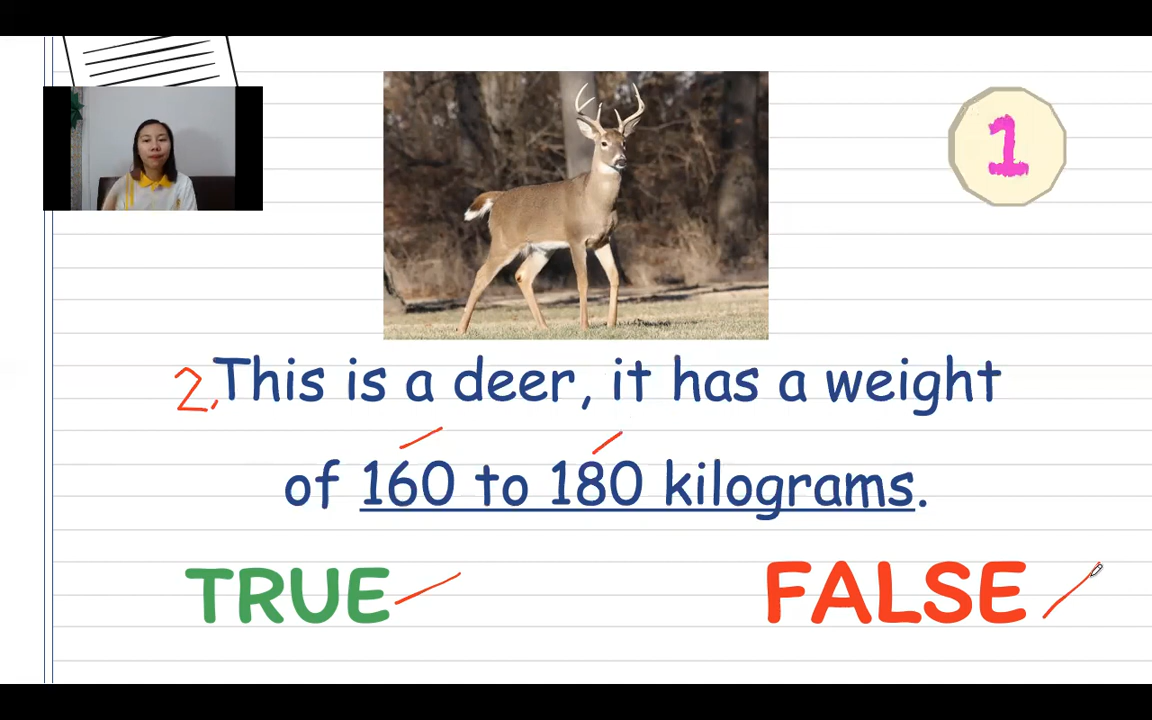 1
2. This is a deer, it has a weight
of 160 to 180 kilograms.
TRUE
FALSE